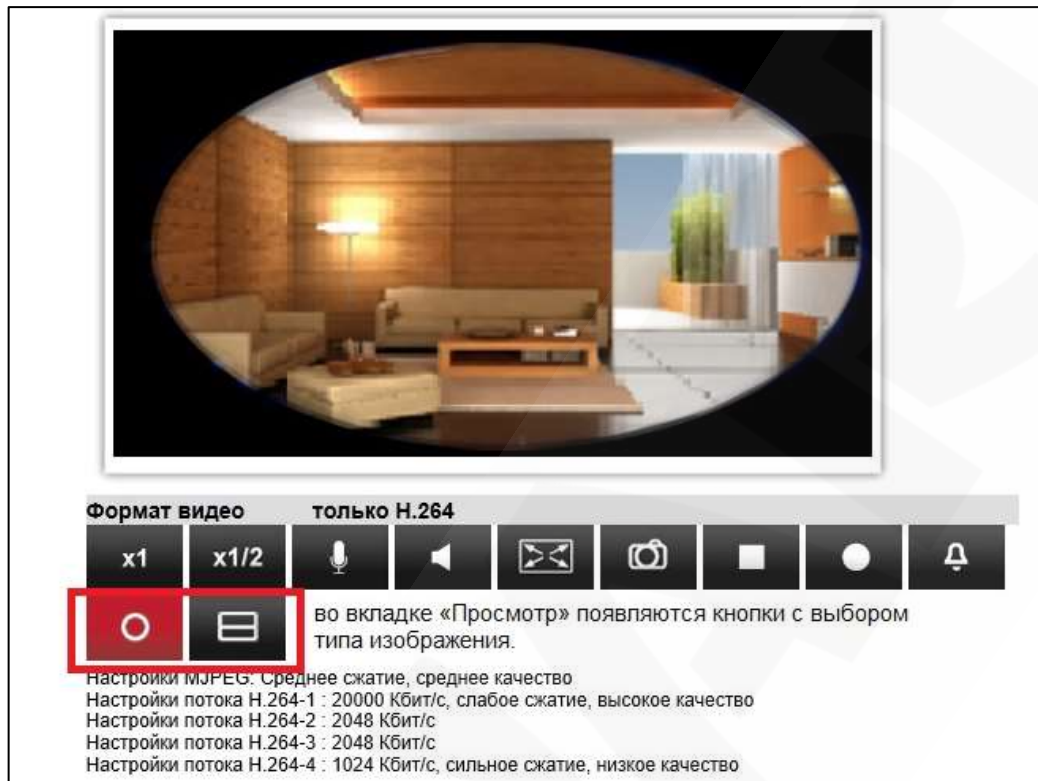 Формат видео только H.264
x1 x1/2
во вкладке «Просмотр» появляются кнопки с выбором
типа изображения.
Настройки MJPEG: Среднее сжатие, среднее качество
Настройки потока H.264-1 : 20000 Кбит/с, слабое сжатие, высокое качество
Настройки потока H.264-2 : 2048 Кбит/с
Настройки потока H.264-3 : 2048 Кбит/с
Настройки потока H.264-4 : 1024 Кбит/с, сильное сжатие, низкое качество